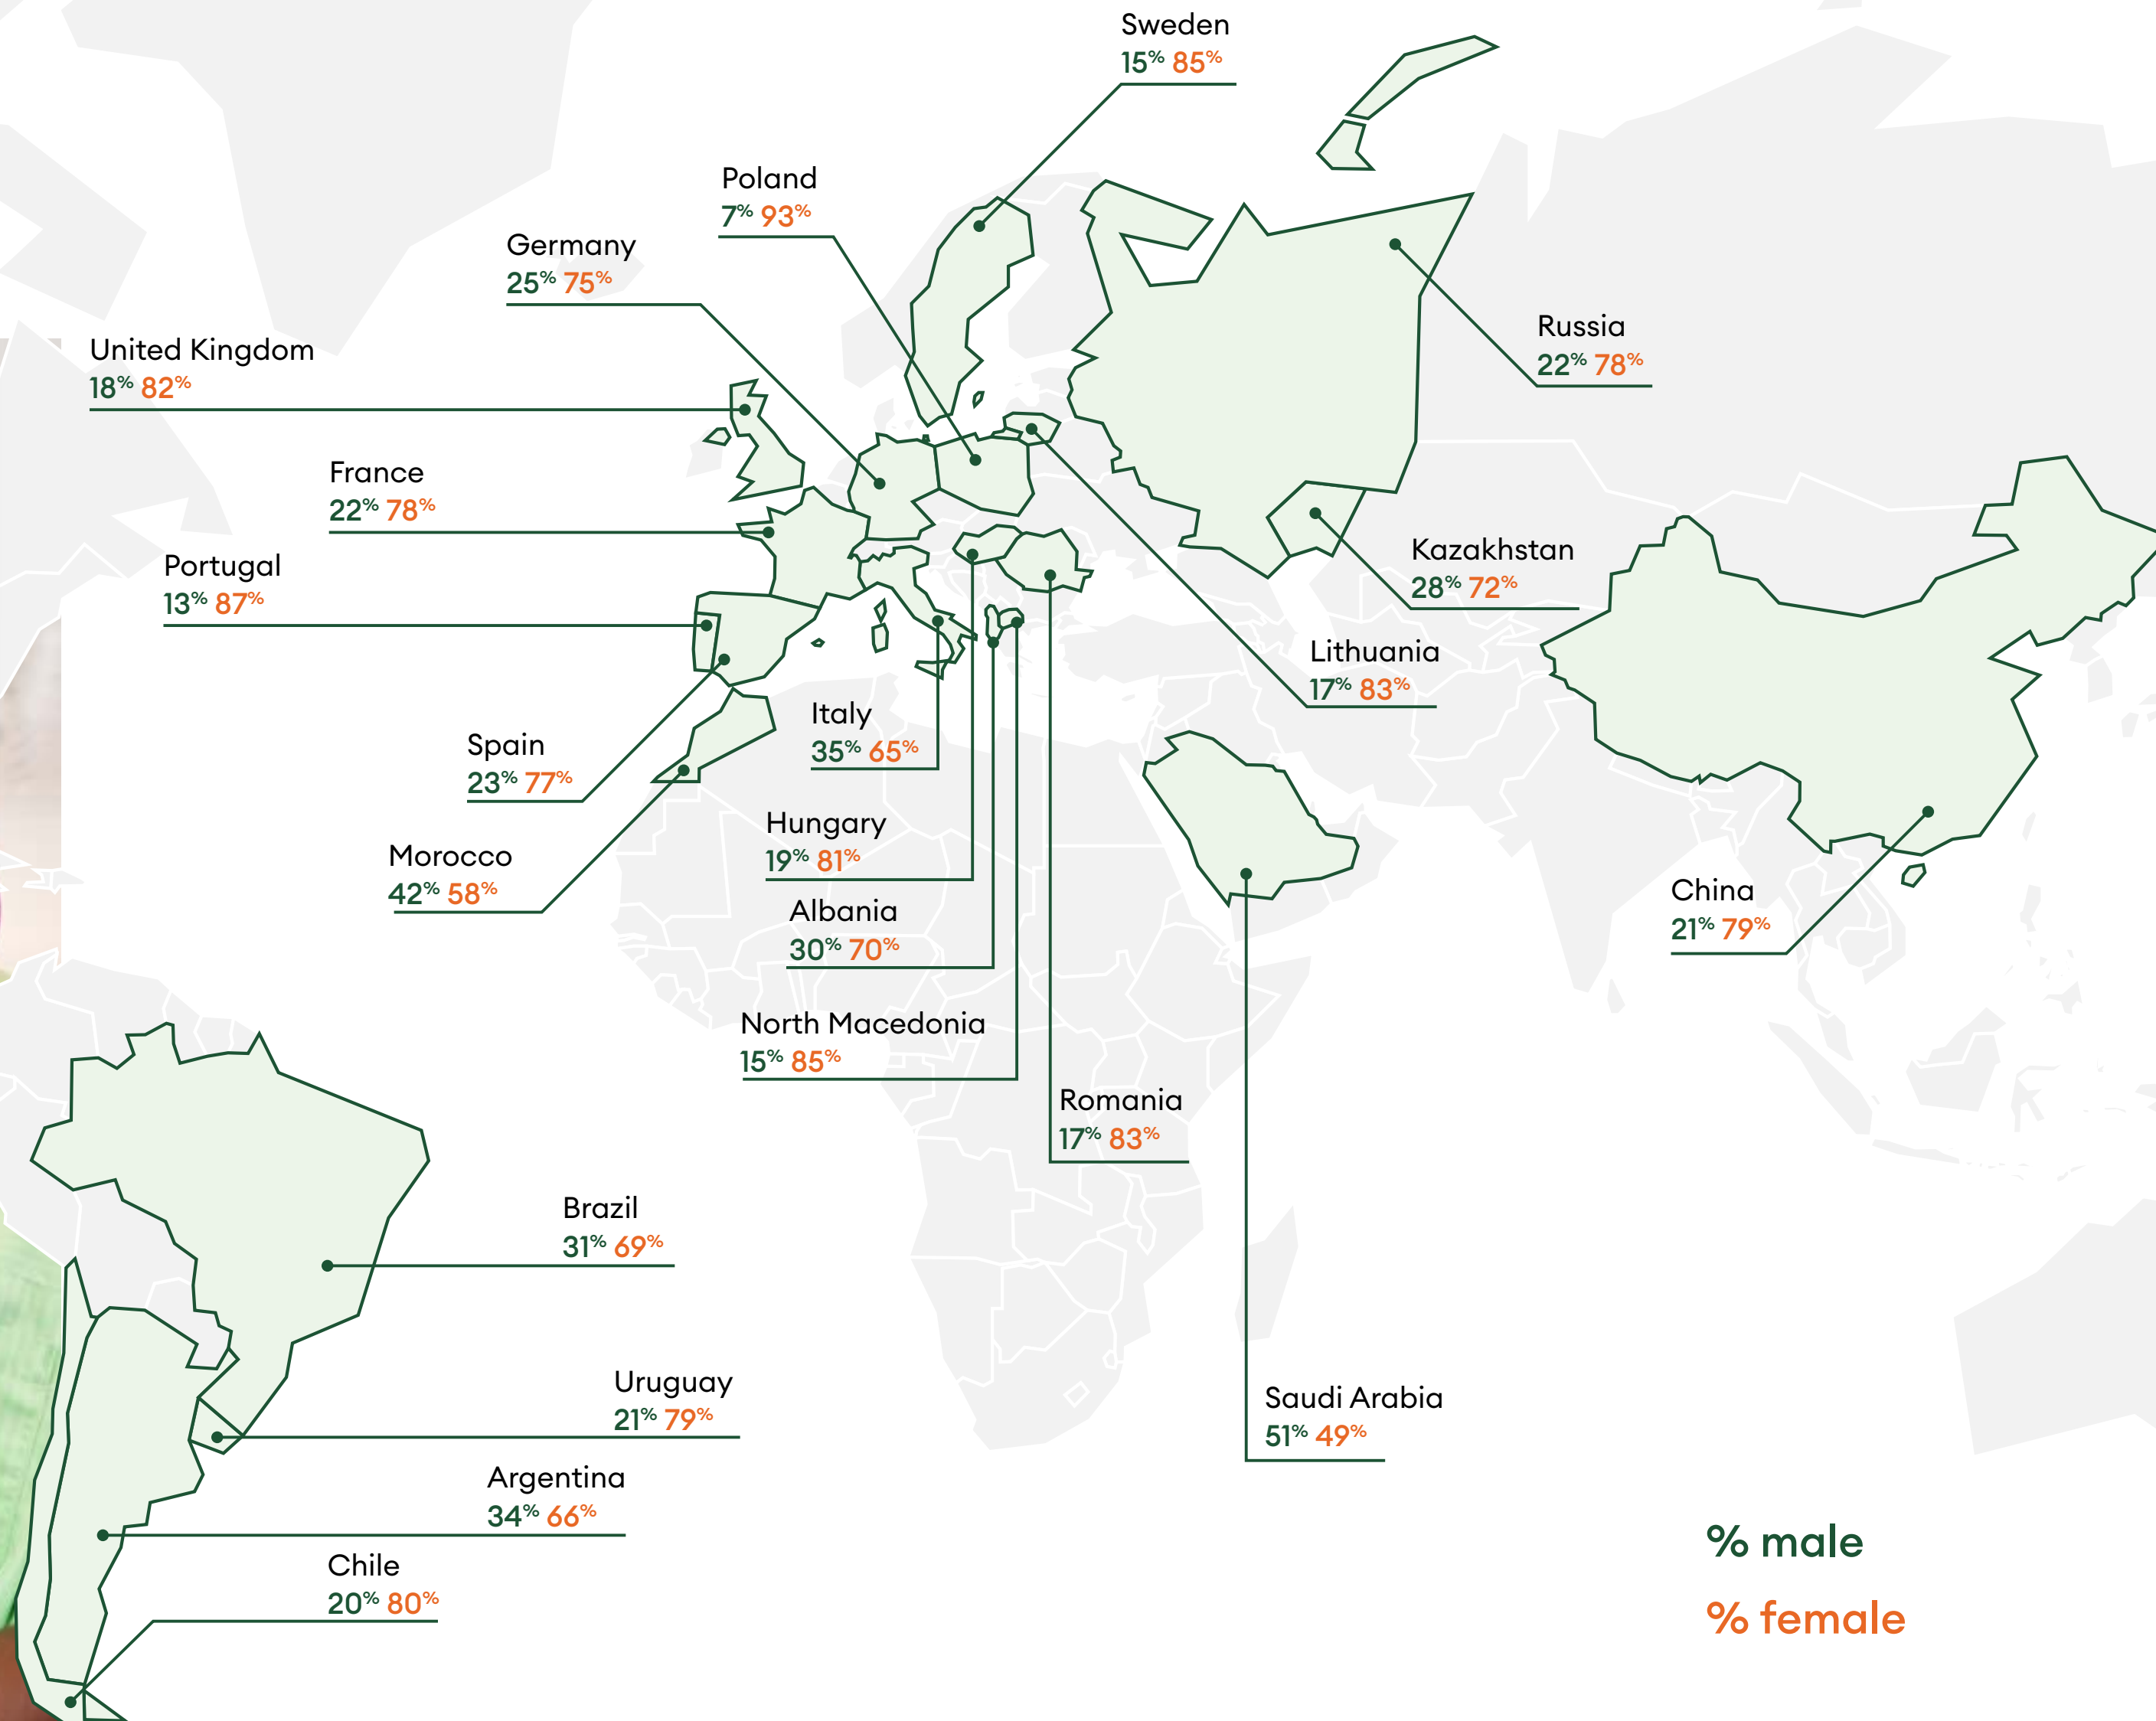 Sweden
15% 85%
Poland
7% 93%
Germany
25% 75%
United Kingdom
18% 82%
Russia
22% 78%
France
22% 78%
Portugal
13% 87%
Kazakhstan
28% 72%
Lithuania
17% 83%
Italy
35% 65%
Spain
23% 77%
Hungary
19% 81%
Morocco
42% 58%
China
21% 79%
Albania
30% 70%
North Macedonia
15% 85%
Romania
17% 83%
Brazil
31% 69%
Uruguay
21% 79%
Saudi Arabia
51% 49%
Argentina
34% 66%
Chile
20% 80%
% male
% female